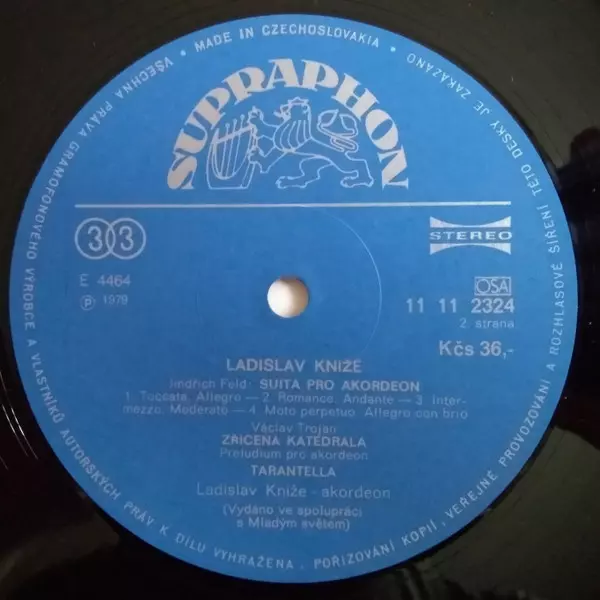 VŠECHNA PRÁVA GRAMOFONOVÉHO VÝROBCE A VLASTNÍKŮ AUTORSKÝCH PRÁV K DÍLU VYHRAŽENA. POŘIZOVÁNÍ KOPIÍ, VEŘEJNÉ PROVOZOVÁNÍ A ROZHLASOVÉ ŠÍŘENÍ TÉTO DESKY JE ZAKÁZÁNO
• MADE IN CZECHOSLOVAKIA •
SUPRAPHON
33
STEREO
E 4464
Ⓟ 1979
OSA
11 11 2324
2. strana
Kčs 36,-
LADISLAV KNIŽE
Jindřich Feld: SUITA PRO AKORDEON
1. Toccata. Allegro — 2. Romance. Andante — 3. Inter-
mezzo. Moderato — 4. Moto perpetuo. Allegro con brio
Václav Trojan
ZŘÍCENÁ KATEDRÁLA
Preludium pro akordeon
TARANTELLA
Ladislav Kniže - akordeon
(Vydáno ve spolupráci
s Mladým světem)